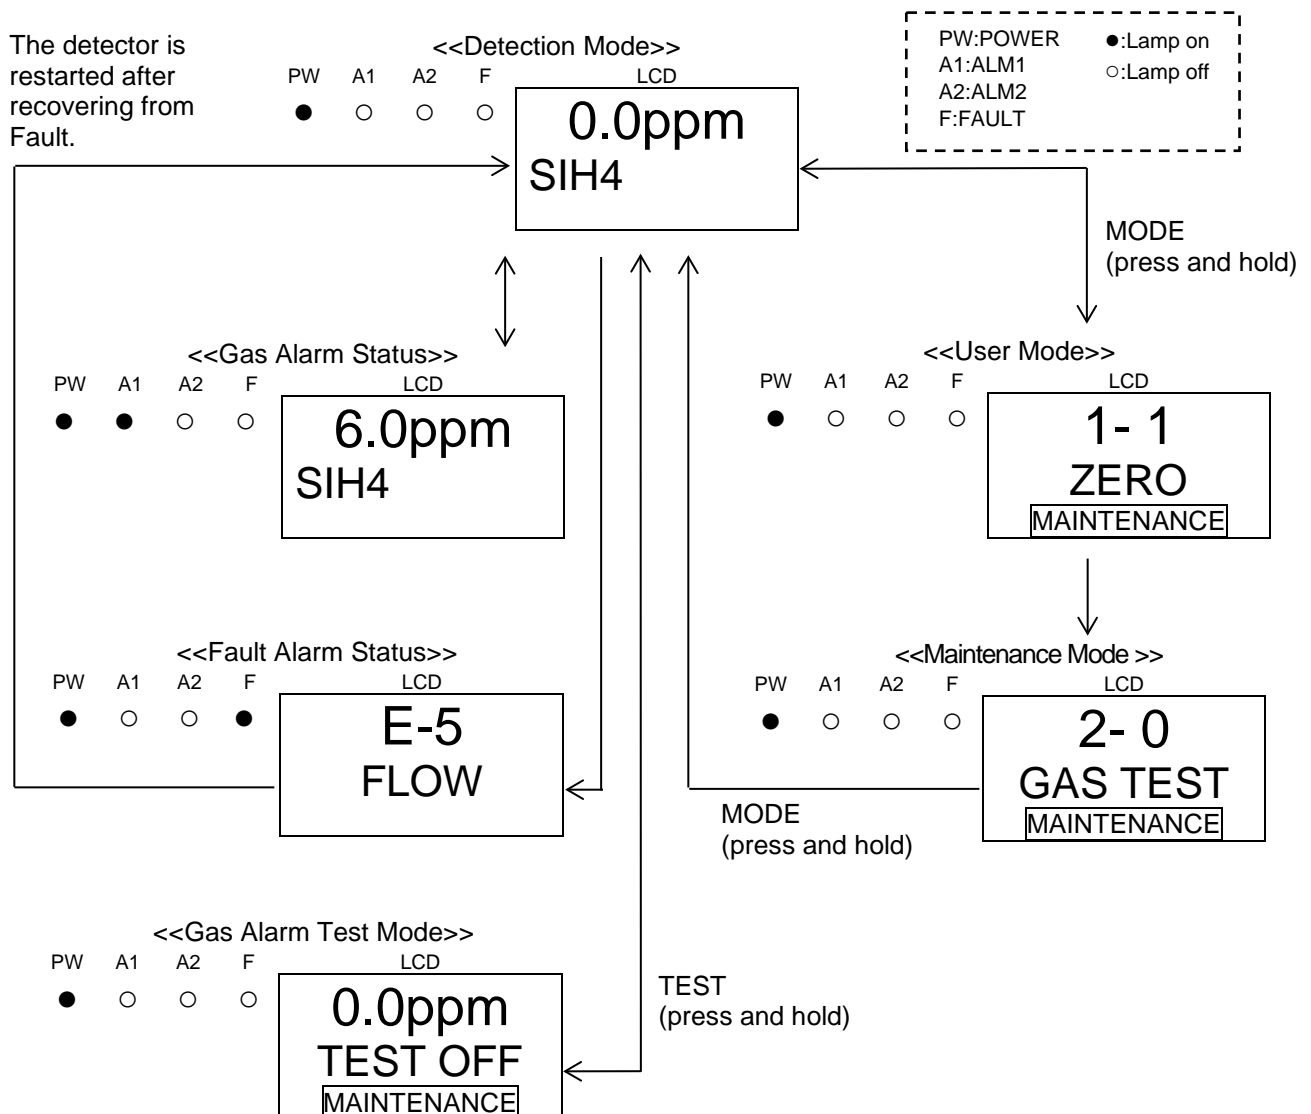 The detector is
restarted after
recovering from
Fault.
<<Detection Mode>>
PW A1 A2 F LCD
● ○ ○ ○
0.0ppm
SIH4
PW:POWER ●:Lamp on
A1:ALM1 ○:Lamp off
A2:ALM2
F:FAULT
MODE
(press and hold)
<<Gas Alarm Status>>
PW A1 A2 F LCD
● ● ○ ○
6.0ppm
SIH4
<<User Mode>>
PW A1 A2 F LCD
● ○ ○ ○
1- 1
ZERO
MAINTENANCE
<<Fault Alarm Status>>
PW A1 A2 F LCD
● ○ ○ ●
E-5
FLOW
<<Maintenance Mode >>
PW A1 A2 F LCD
● ○ ○ ○
2- 0
GAS TEST
MAINTENANCE
MODE
(press and hold)
<<Gas Alarm Test Mode>>
PW A1 A2 F LCD
● ○ ○ ○
0.0ppm
TEST OFF
MAINTENANCE
TEST
(press and hold)